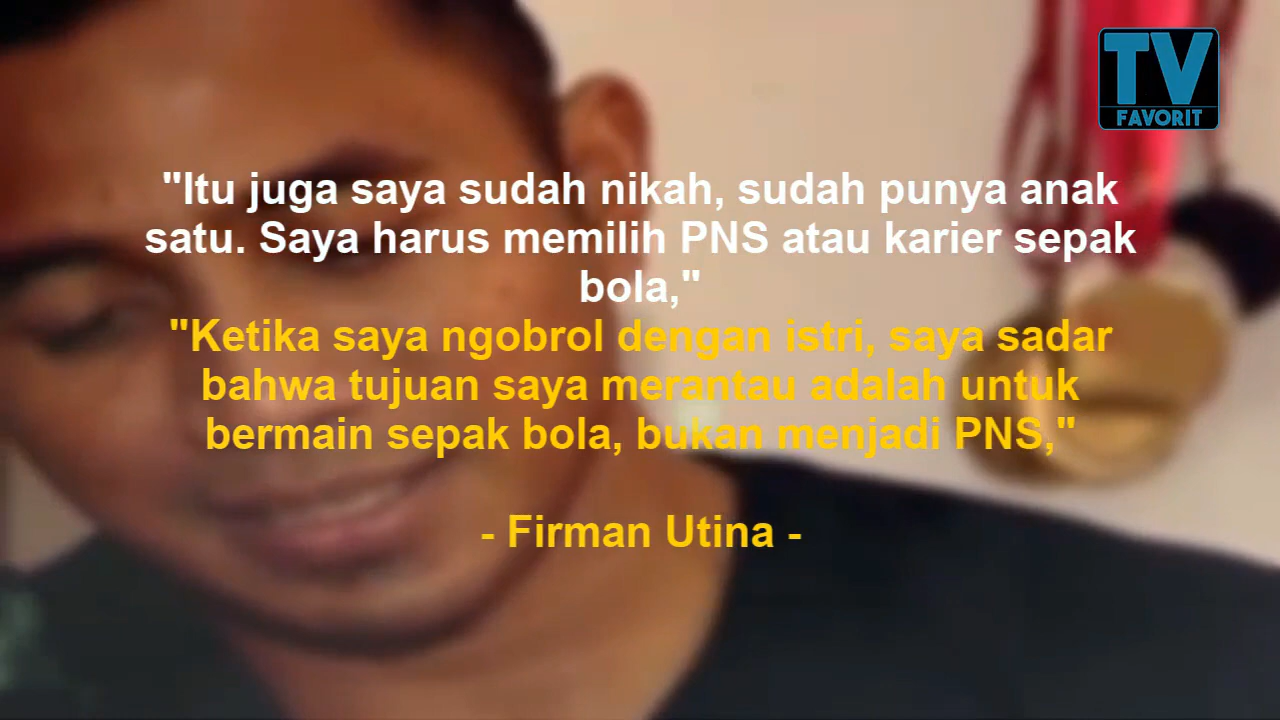 TV
FAVORIT
"Itu juga saya sudah nikah, sudah punya anak
satu. Saya harus memilih PNS atau karier sepak
bola,"
"Ketika saya ngobrol dengan istri, saya sadar
bahwa tujuan saya merantau adalah untuk
bermain sepak bola, bukan menjadi PNS,"
- Firman Utina -